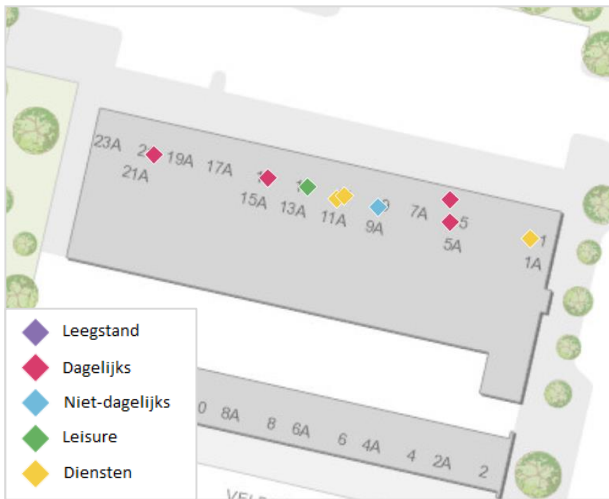 23A
19A
17A
21A
15A
13A
11A
9A
7A
5
5A
1
1A
Leegstand
Dagelijks
Niet-dagelijks
Leisure
Diensten
0
8A
8
6A
6
4A
4
2A
2